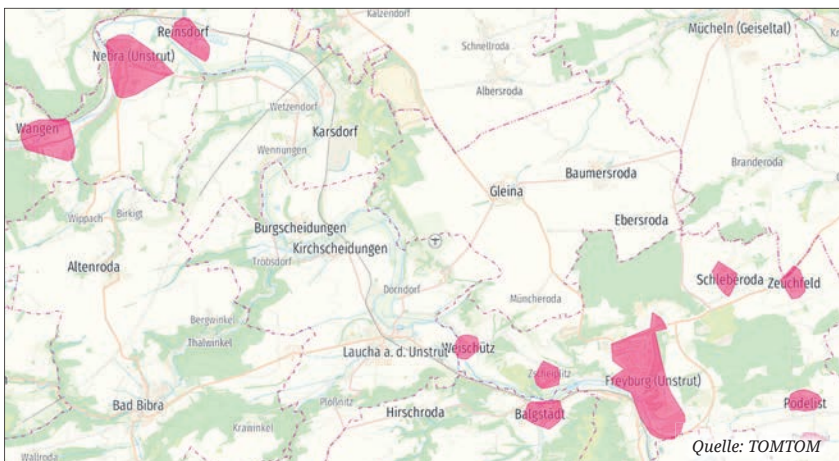 Kalzendorf
Reinsdorf
Mücheln (Geiseltal)
Nebra (Unstrut)
Schnellroda
Albersroda
Wetzendorf
Wangen
Karsdorf
Wennungen
Branderoda
Baumersroda
Gleina
Wippach
Birkigt
Burgscheidungen
Ebersroda
Kirchscheidungen
Altenroda
Tröbsdorf
Schleberoda
Zeuchfeld
Dorndorf
Müncheroda
Bergwinkel
Thalwinkel
Laucha a. d. Unstrut
Weischütz
Zscheiplitz
Freyburg (Unstrut)
Bad Bibra
Plößnitz
Hirschroda
Balgstädt
Podelist
Krawinkel
Wallroda
Quelle: TOMTOM